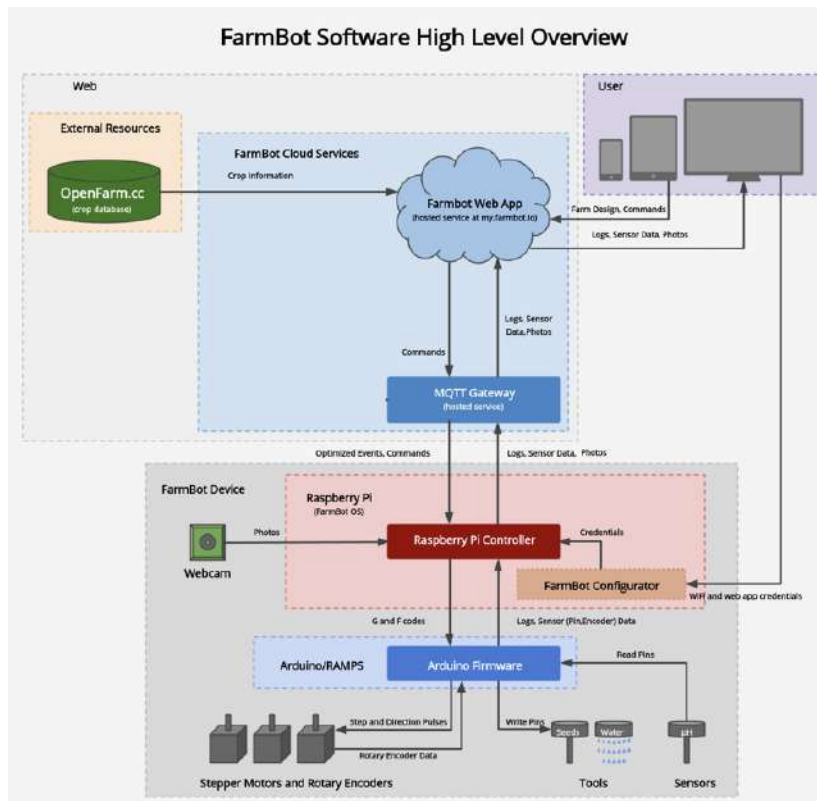 FarmBot Software High Level Overview
Web
User
External Resources
OpenFarm.cc
(crop database)
FarmBot Cloud Services
Crop Information
Farmbot Web App
(hosted service at my.farmbot.io)
Farm Design, Commands
Logs, Sensor Data, Photos
Logs, Sensor
Data,Photos
Commands
MQTT Gateway
(hosted service)
Optimized Events, Commands
Logs, Sensor Data, Photos
FarmBot Device
Raspberry Pi
(FarmBot OS)
Photos
Raspberry Pi Controller
Credentials
Webcam
FarmBot Configurator
WiFi and web app credentials
G and F codes
Logs, Sensor (Pin,Encoder) Data
Arduino/RAMPS
Arduino Firmware
Read Pins
Step and Direction Pulses
Write Pins
Seeds
Water
pH
Rotary Encoder Data
Stepper Motors and Rotary Encoders
Tools
Sensors